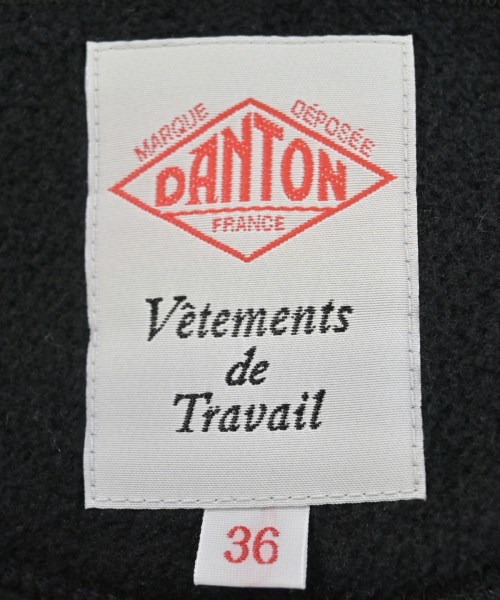 MARQUE DÉPOSÉE
DANTON
FRANCE
Vêtements
de
Travail
36